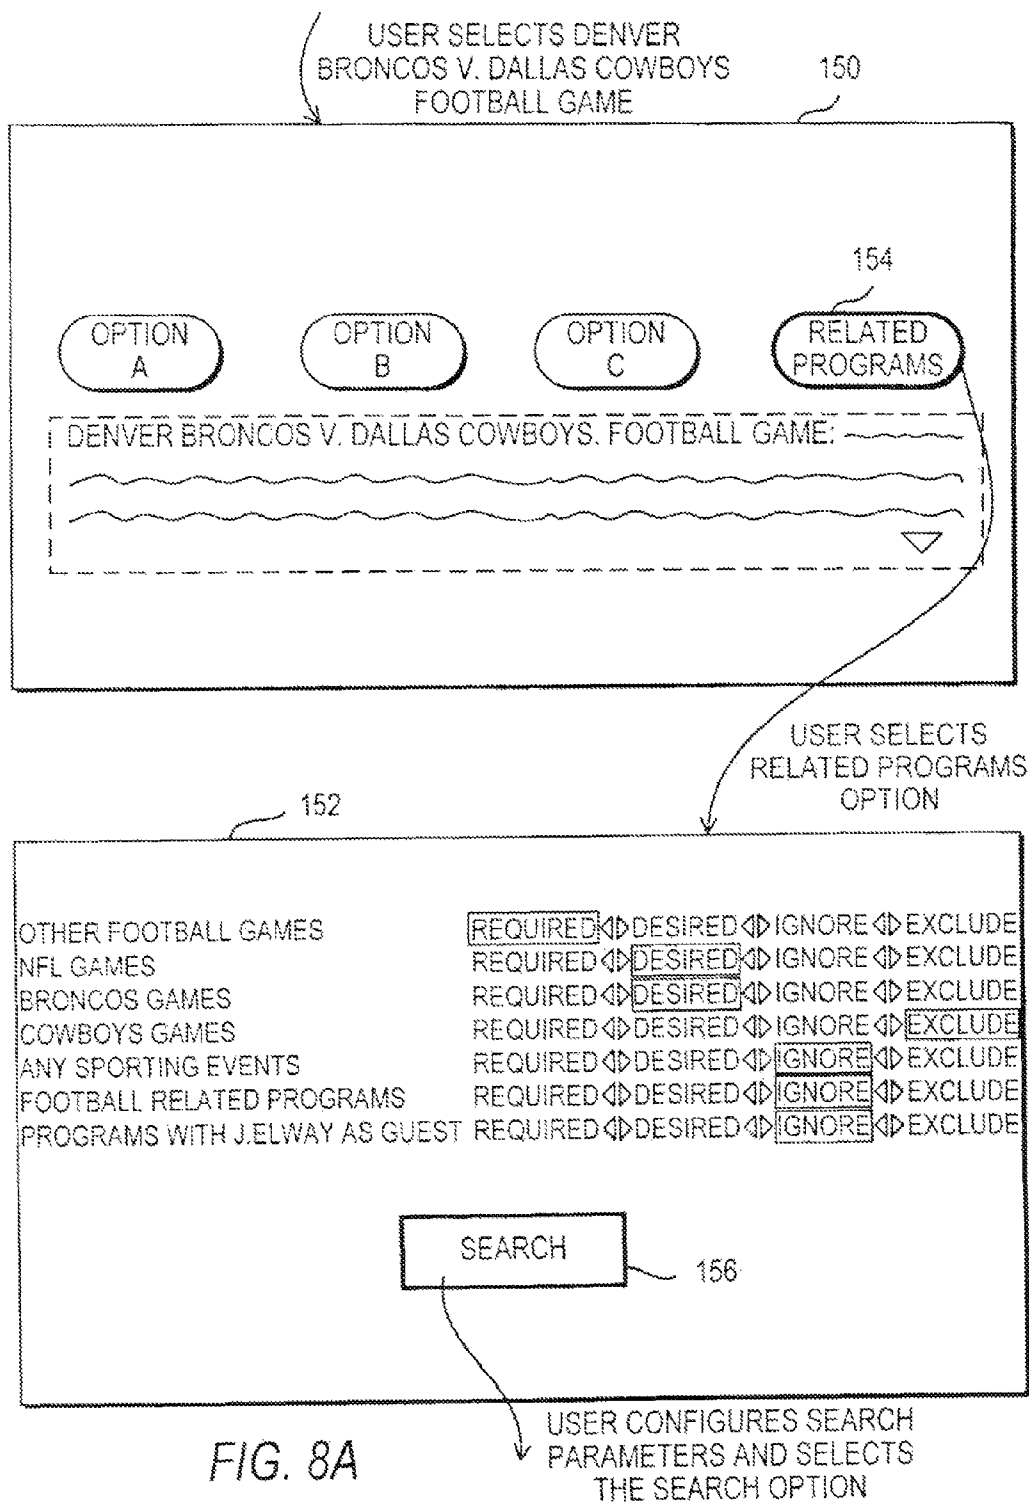 USER SELECTS DENVER
BRONCOS V. DALLAS COWBOYS
FOOTBALL GAME
150
154
OPTION
A
OPTION
B
OPTION
C
RELATED
PROGRAMS
DENVER BRONCOS V. DALLAS COWBOYS. FOOTBALL GAME:
USER SELECTS
RELATED PROGRAMS
OPTION
152
OTHER FOOTBALL GAMES REQUIRED DESIRED IGNORE EXCLUDE
NFL GAMES REQUIRED DESIRED IGNORE EXCLUDE
BRONCOS GAMES REQUIRED DESIRED IGNORE EXCLUDE
COWBOYS GAMES REQUIRED DESIRED IGNORE EXCLUDE
ANY SPORTING EVENTS REQUIRED DESIRED IGNORE EXCLUDE
FOOTBALL RELATED PROGRAMS REQUIRED DESIRED IGNORE EXCLUDE
PROGRAMS WITH J.ELWAY AS GUEST REQUIRED DESIRED IGNORE EXCLUDE
SEARCH
156
USER CONFIGURES SEARCH
PARAMETERS AND SELECTS
THE SEARCH OPTION
FIG. 8A